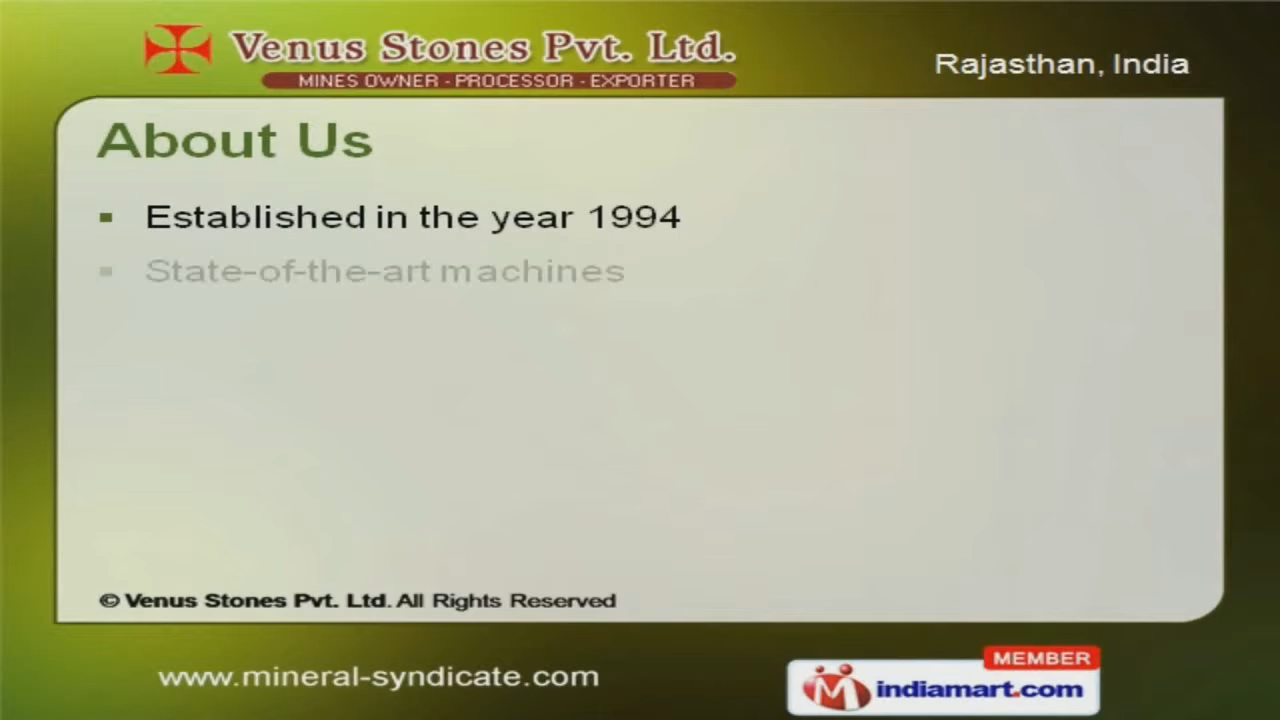 Venus Stones Pvt. Ltd.
MINES OWNER - PROCESSOR - EXPORTER
Rajasthan, India
About Us
▪ Established in the year 1994
▪ State-of-the-art machines
© Venus Stones Pvt. Ltd. All Rights Reserved
www.mineral-syndicate.com
MEMBER
indiamart.com